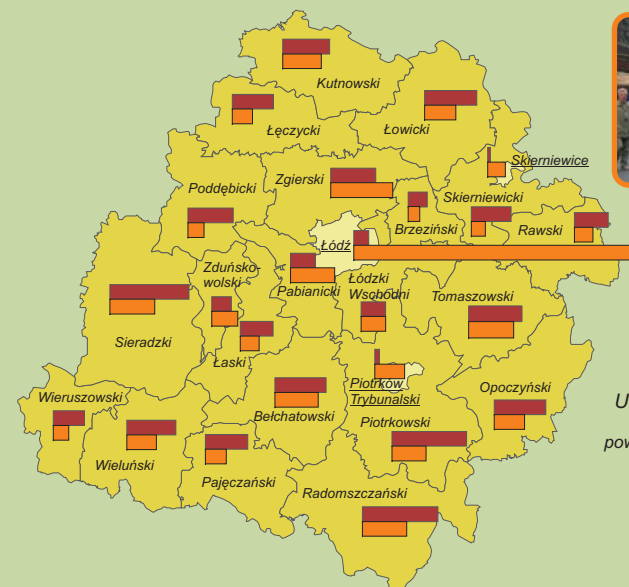 Kutnowski
Łęczycki
Łowicki
Skierniewice
Poddębicki
Zgierski
Skierniewicki
Brzeziński
Rawski
Łódź
Zduńsko-
wolski
Pabianicki
Łódzki
Wschodni
Tomaszowski
Sieradzki
Łaski
Wieruszowski
Bełchatowski
Piotrków
Trybunalski
Opoczyński
Piotrkowski
Wieluński
Pajęczański
Radomszczański
U
pow